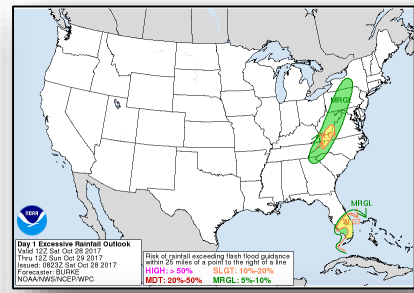 MRGL
MRGL
NOAA
Day 1 Excessive Rainfall Outlook
Valid 12Z Sat Oct 28 2017
Thru 12Z Sun Oct 29 2017
Issued: 0823Z Sat Oct 28 2017
Forecaster: BURKE
NOAA/NWS/NCEP/WPC
Risk of rainfall exceeding flash flood guidance
within 25 miles of a point to the right of a line
HIGH: > 50% SLGT: 10%-20%
MDT: 20%-50% MRGL: 5%-10%